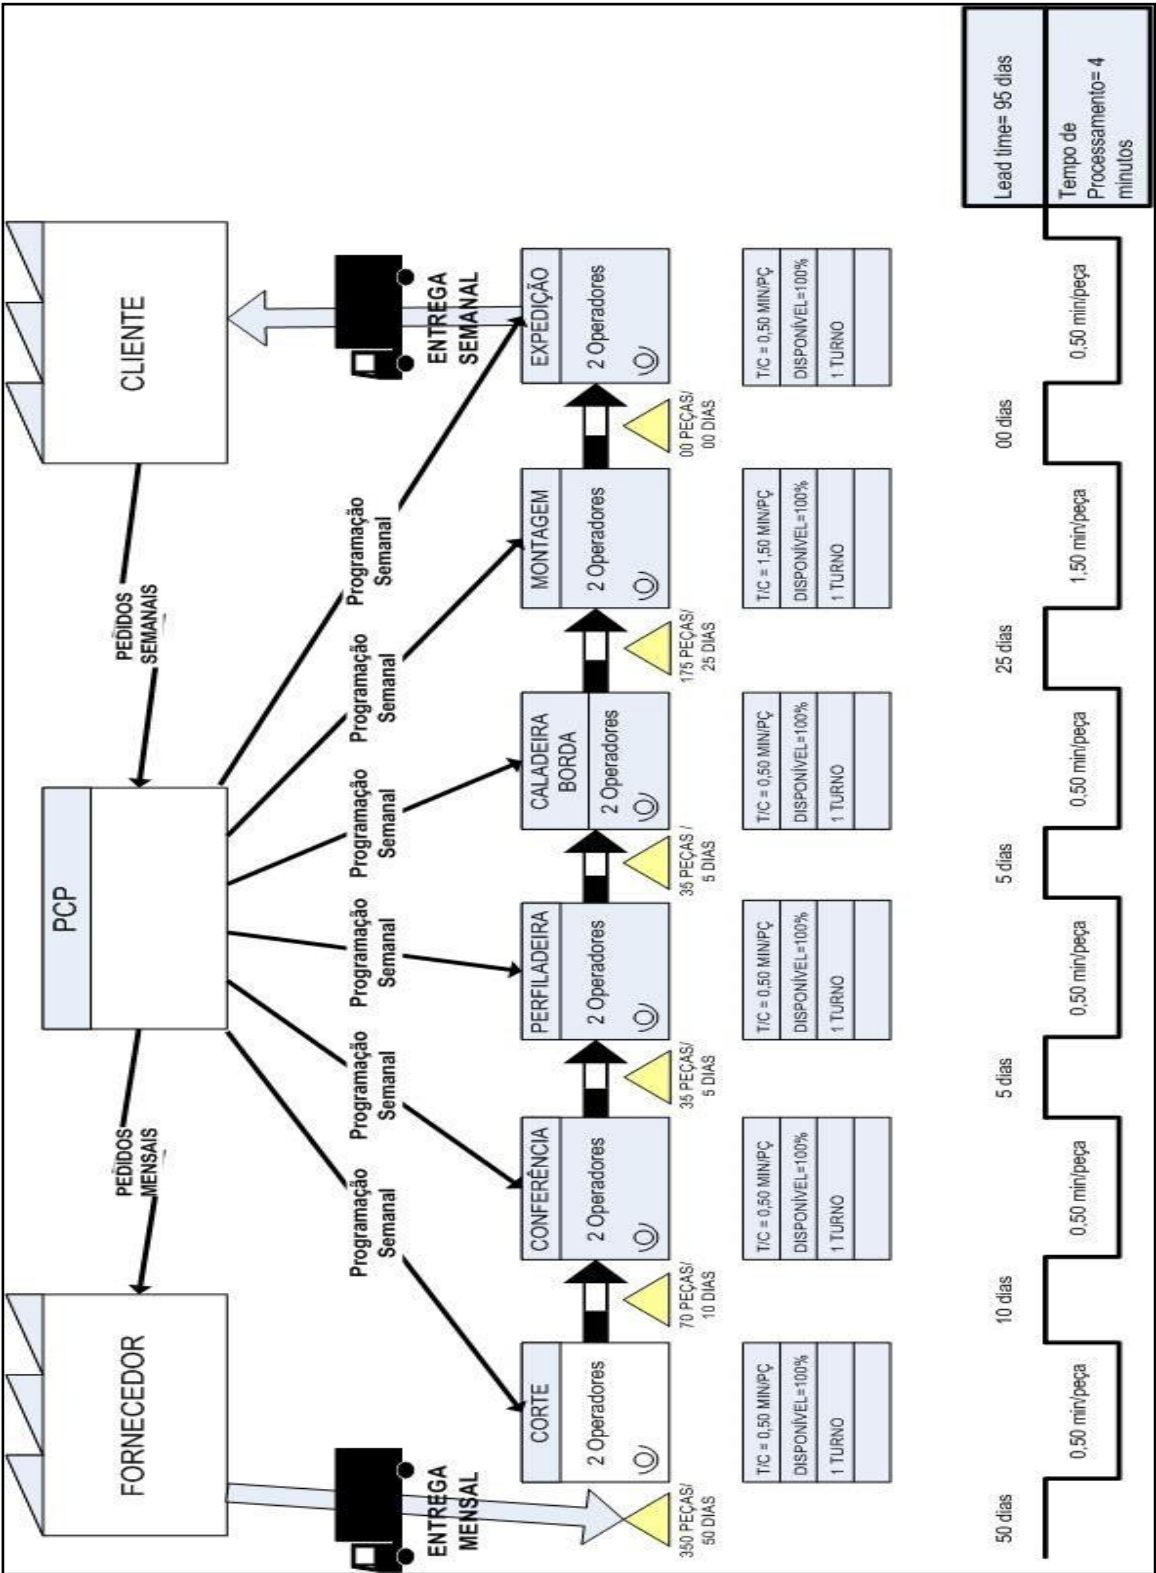 FORNECEDOR
PCP
CLIENTE
PEDIDOS
MENSAIS
PEDIDOS
SEMANAIS
ENTREGA
MENSAL
Programação
Semanal
Programação
Semanal
Programação
Semanal
Programação
Semanal
Programação
Semanal
Programação
Semanal
ENTREGA
SEMANAL
350 PEÇAS/
50 DIAS
CORTE
2 Operadores
70 PEÇAS/
10 DIAS
CONFERÊNCIA
2 Operadores
35 PEÇAS/
5 DIAS
PERFILADEIRA
2 Operadores
35 PEÇAS /
5 DIAS
CALADEIRA
BORDA
2 Operadores
175 PEÇAS/
25 DIAS
MONTAGEM
2 Operadores
00 PEÇAS/
00 DIAS
EXPEDIÇÃO
2 Operadores
T/C = 0,50 MIN/PÇ
DISPONÍVEL=100%
1 TURNO
T/C = 0,50 MIN/PÇ
DISPONÍVEL=100%
1 TURNO
T/C = 0,50 MIN/PÇ
DISPONÍVEL=100%
1 TURNO
T/C = 0,50 MIN/PÇ
DISPONÍVEL=100%
1 TURNO
T/C = 1,50 MIN/PÇ
DISPONÍVEL=100%
1 TURNO
T/C = 0,50 MIN/PÇ
DISPONÍVEL=100%
1 TURNO
50 dias
10 dias
5 dias
5 dias
25 dias
00 dias
Lead time= 95 dias
0,50 min/peça
0,50 min/peça
0,50 min/peça
0,50 min/peça
1,50 min/peça
0,50 min/peça
Tempo de
Processamento= 4
minutos